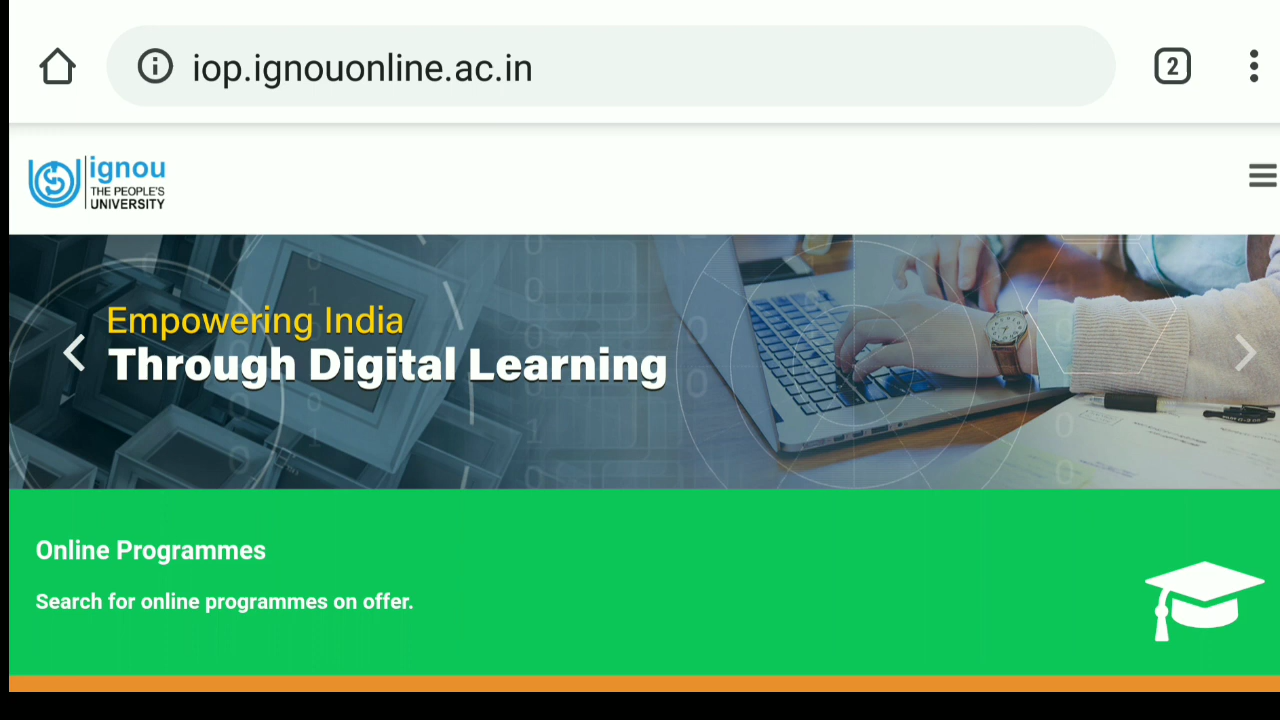 iop.ignouonline.ac.in
2
ignou
THE PEOPLE'S
UNIVERSITY
Empowering India
Through Digital Learning
Online Programmes
Search for online programmes on offer.